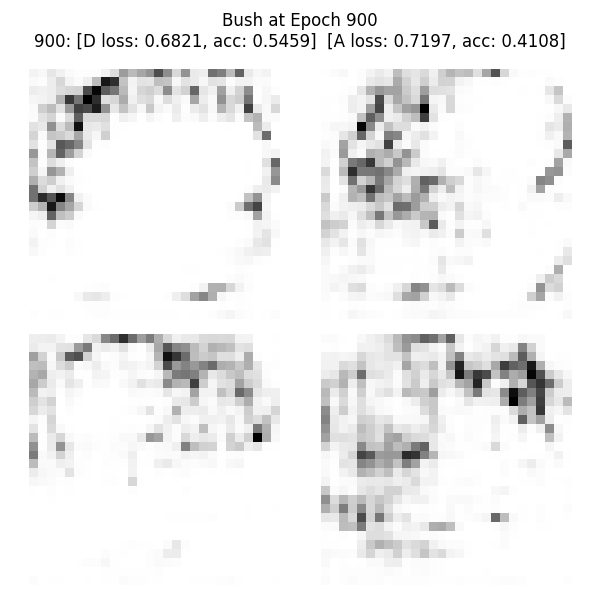 Bush at Epoch 900
900: [D loss: 0.6821, acc: 0.5459]  [A loss: 0.7197, acc: 0.4108]